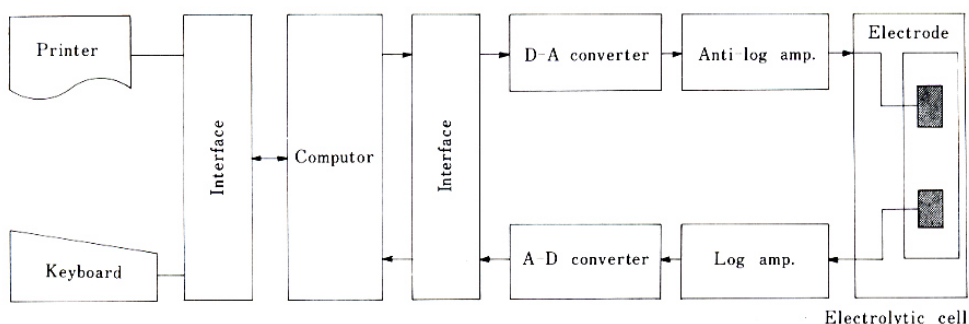 Printer
Interface
Computor
Interface
D-A converter
Anti-log amp.
Electrode
Keyboard
A-D converter
Log amp.
Electrolytic cell